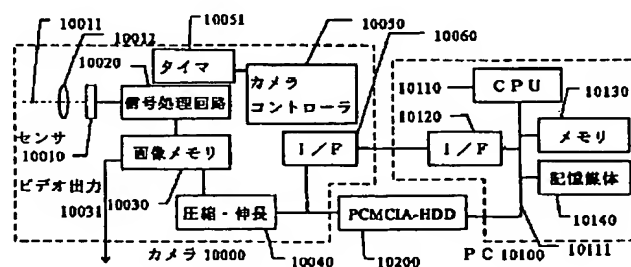 10051
10011
10012
10050
10060
10020
タイマ
カメラ
コントローラ
10110
CPU
10130
信号処理回路
10120
メモリ
センサ
10010
I/F
I/F
画像メモリ
ビデオ出力
10030
10031
記憶媒体
10140
圧縮・伸長
PCMCIA-HDD
カメラ 10000
10040
10200
PC 10100
10111